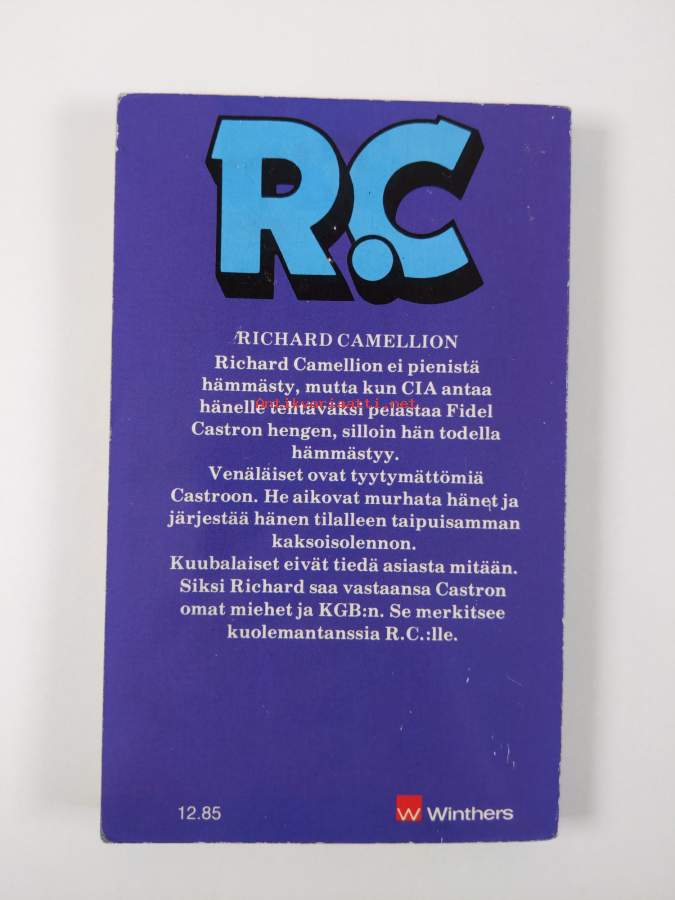 R.C
RICHARD CAMELLION
Richard Camellion ei pienistä
hämmästy, mutta kun CIA antaa
hänelle tehtäväksi pelastaa Fidel
Antikvariaatti.net
Castron hengen, silloin hän todella
hämmästyy.
Venäläiset ovat tyytymättömiä
Castroon. He aikovat murhata hänet ja
järjestää hänen tilalleen taipuisamman
kaksoisolennon.
Kuubalaiset eivät tiedä asiasta mitään.
Siksi Richard saa vastaansa Castron
omat miehet ja KGB:n. Se merkitsee
kuolemantanssia R.C.:lle.
12.85
W Winthers